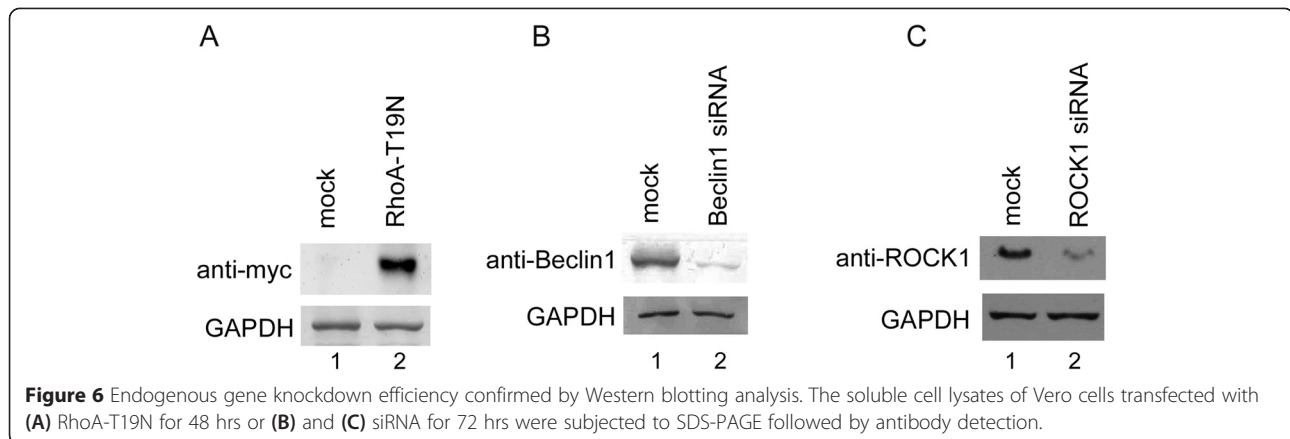 A
B
C
mock
RhoA-T19N
mock
Beclin1 siRNA
mock
ROCK1 siRNA
anti-myc
anti-Beclin1
anti-ROCK1
GAPDH
GAPDH
GAPDH
1 2
1 2
1 2
Figure 6 Endogenous gene knockdown efficiency confirmed by Western blotting analysis. The soluble cell lysates of Vero cells transfected with
(A) RhoA-T19N for 48 hrs or (B) and (C) siRNA for 72 hrs were subjected to SDS-PAGE followed by antibody detection.